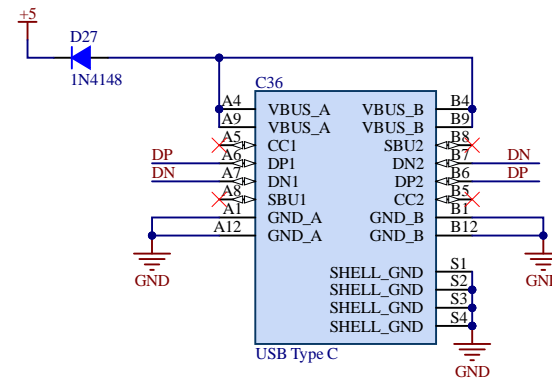 +5
D27
1N4148
C36
A4 VBUS_A VBUS_B B4
A9 VBUS_A VBUS_B B9
A5 CC1 SBU2 B8
DP A6 DP1 DN2 B7 DN
DN A7 DN1 DP2 B6 DP
A8 SBU1 CC2 B5
A1 GND_A GND_B B1
A12 GND_A GND_B B12
GND GND
SHELL_GND S1
SHELL_GND S2
SHELL_GND S3
SHELL_GND S4
USB Type C
GND